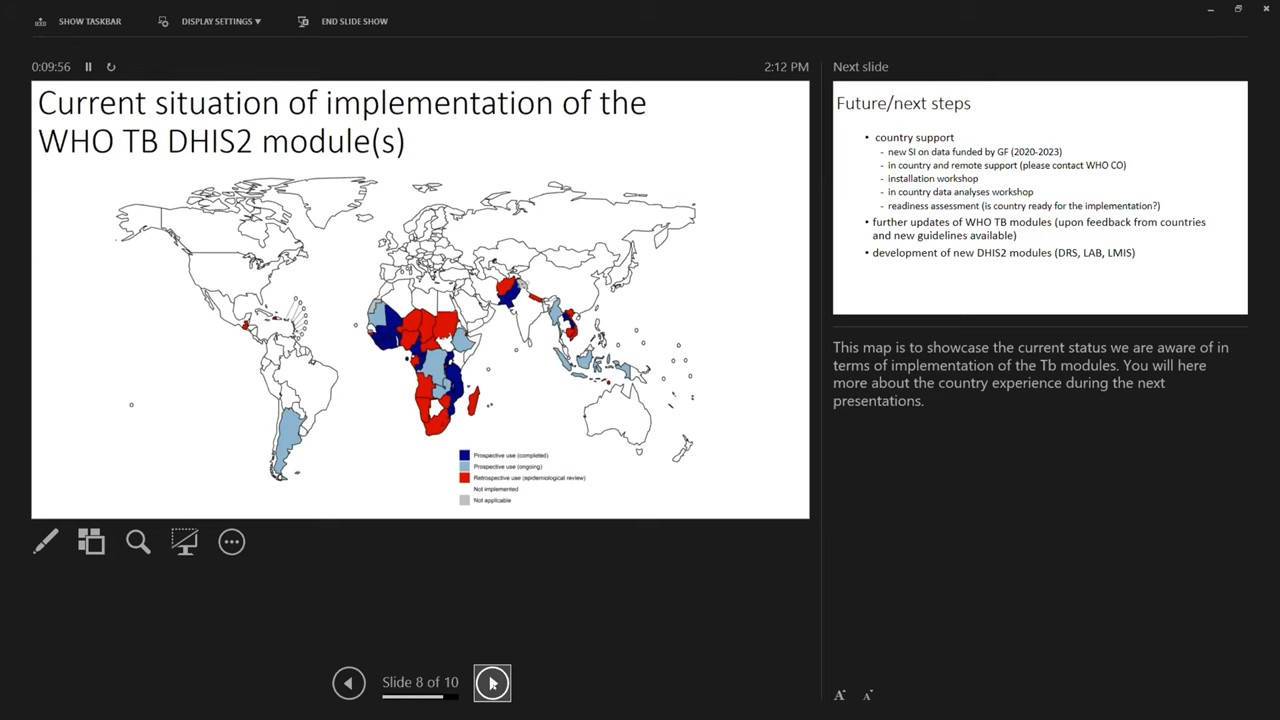 SHOW TASKBAR
DISPLAY SETTINGS ▼
END SLIDE SHOW
0:09:56
2:12 PM
Current situation of implementation of the
WHO TB DHIS2 module(s)
Prospective use (completed)
Prospective use (ongoing)
Retrospective use (epidemiological review)
Not implemented
Not applicable
Slide 8 of 10
Next slide
Future/next steps
• country support
- new SI on data funded by GF (2020-2023)
- in country and remote support (please contact WHO CO)
- installation workshop
- in country data analyses workshop
- readiness assessment (is country ready for the implementation?)
• further updates of WHO TB modules (upon feedback from countries
and new guidelines available)
• development of new DHIS2 modules (DRS, LAB, LMIS)
This map is to showcase the current status we are aware of in
terms of implementation of the Tb modules. You will here
more about the country experience during the next
presentations.
A A